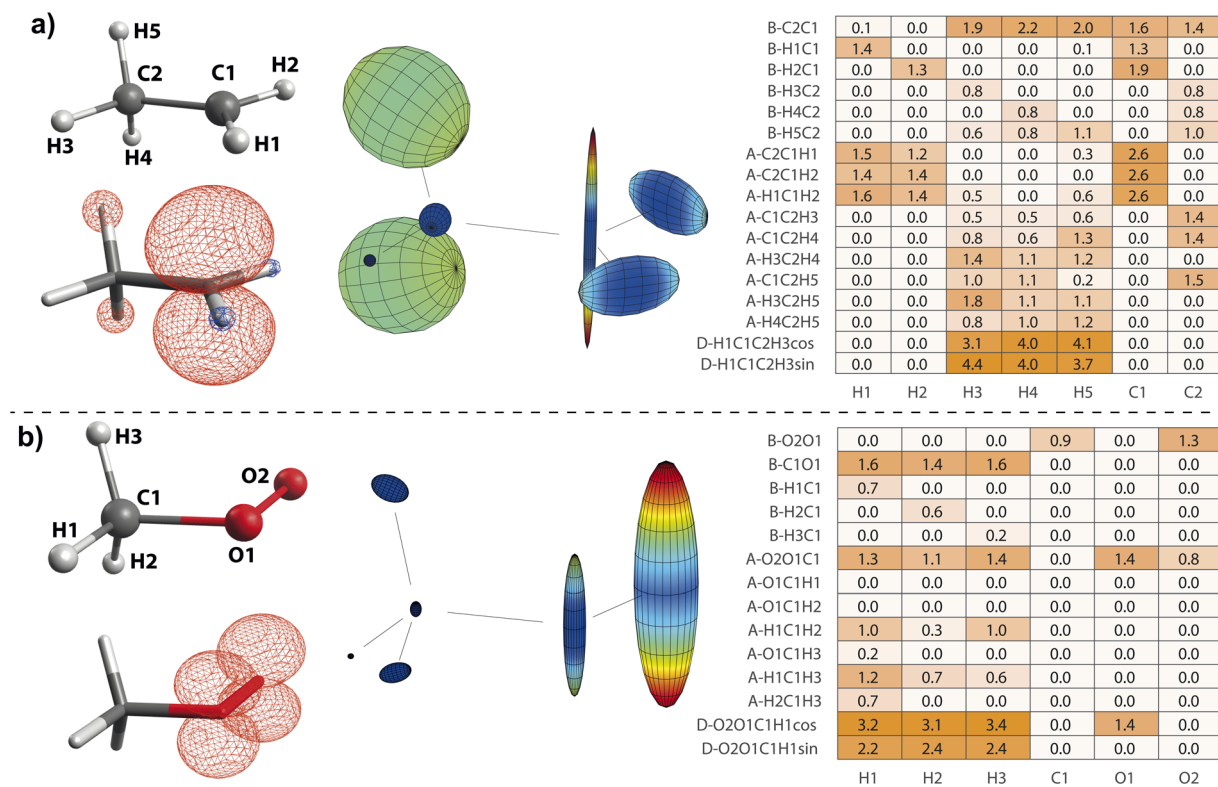 a)
H5
C2
C1
H2
H3
H4
H1
B-C2C1 0.1 0.0 1.9 2.2 2.0 1.6 1.4
B-H1C1 1.4 0.0 0.0 0.0 0.1 1.3 0.0
B-H2C1 0.0 1.3 0.0 0.0 0.0 1.9 0.0
B-H3C2 0.0 0.0 0.8 0.0 0.0 0.0 0.8
B-H4C2 0.0 0.0 0.0 0.8 0.0 0.0 0.8
B-H5C2 0.0 0.0 0.6 0.8 1.1 0.0 1.0
A-C2C1H1 1.5 1.2 0.0 0.0 0.3 2.6 0.0
A-C2C1H2 1.4 1.4 0.0 0.0 0.0 2.6 0.0
A-H1C1H2 1.6 1.4 0.5 0.0 0.6 2.6 0.0
A-C1C2H3 0.0 0.0 0.5 0.5 0.6 0.0 1.4
A-C1C2H4 0.0 0.0 0.8 0.6 1.3 0.0 1.4
A-H3C2H4 0.0 0.0 1.4 1.1 1.2 0.0 0.0
A-C1C2H5 0.0 0.0 1.0 1.1 0.2 0.0 1.5
A-H3C2H5 0.0 0.0 1.8 1.1 1.1 0.0 0.0
A-H4C2H5 0.0 0.0 0.8 1.0 1.2 0.0 0.0
D-H1C1C2H3cos 0.0 0.0 3.1 4.0 4.1 0.0 0.0
D-H1C1C2H3sin 0.0 0.0 4.4 4.0 3.7 0.0 0.0
H1 H2 H3 H4 H5 C1 C2
b)
H3
O2
C1
H1
H2
O1
B-O2O1 0.0 0.0 0.0 0.9 0.0 1.3
B-C1O1 1.6 1.4 1.6 0.0 0.0 0.0
B-H1C1 0.7 0.0 0.0 0.0 0.0 0.0
B-H2C1 0.0 0.6 0.0 0.0 0.0 0.0
B-H3C1 0.0 0.0 0.2 0.0 0.0 0.0
A-O2O1C1 1.3 1.1 1.4 0.0 1.4 0.8
A-O1C1H1 0.0 0.0 0.0 0.0 0.0 0.0
A-O1C1H2 0.0 0.0 0.0 0.0 0.0 0.0
A-H1C1H2 1.0 0.3 1.0 0.0 0.0 0.0
A-O1C1H3 0.2 0.0 0.0 0.0 0.0 0.0
A-H1C1H3 1.2 0.7 0.6 0.0 0.0 0.0
A-H2C1H3 0.7 0.0 0.0 0.0 0.0 0.0
D-O2O1C1H1cos 3.2 3.1 3.4 0.0 1.4 0.0
D-O2O1C1H1sin 2.2 2.4 2.4 0.0 0.0 0.0
H1 H2 H3 C1 O1 O2